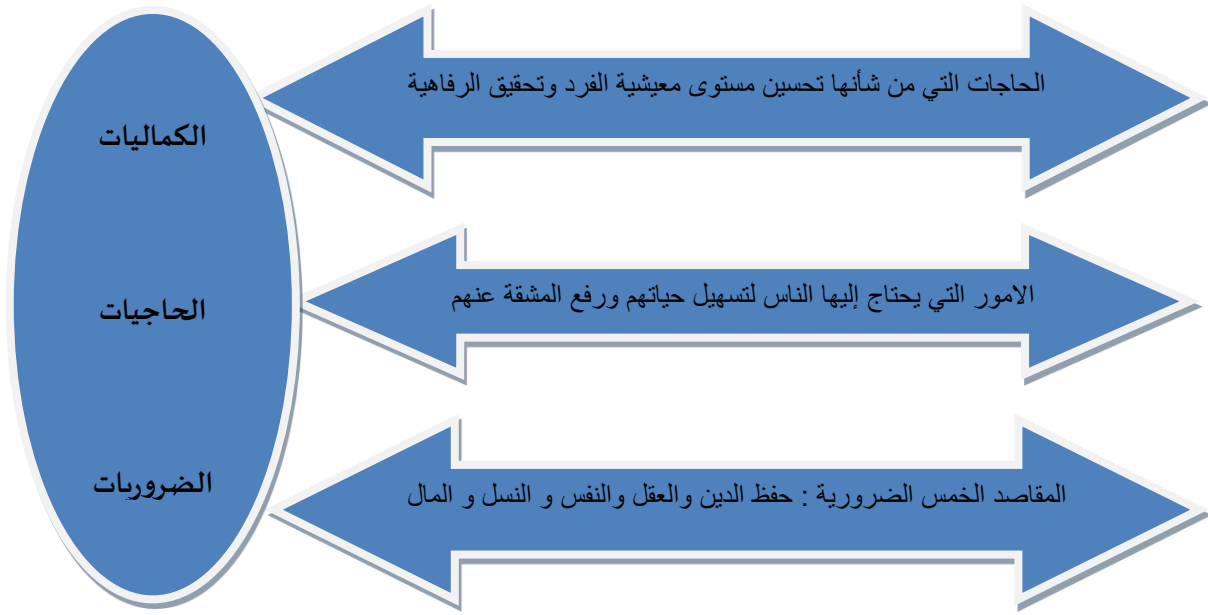 الحاجات التي من شأنها تحسين مستوى معيشية الفرد وتحقيق الرفاهية
الكماليات
الامور التي يحتاج إليها الناس لتسهيل حياتهم ورفع المشقة عنهم
الحاجيات
المقاصد الخمس الضرورية : حفظ الدين والعقل والنفس و النسل و المال
الضروريات